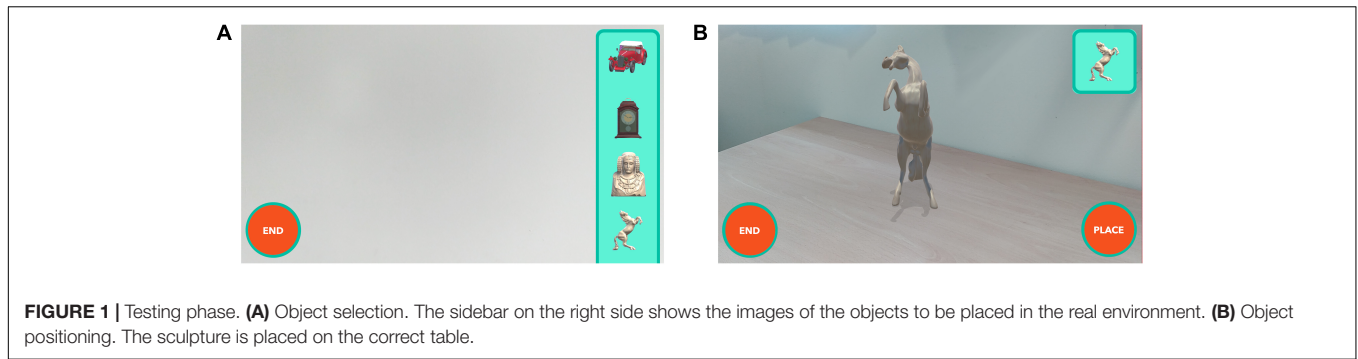 A
B
END
END
PLACE
FIGURE 1 | Testing phase. (A) Object selection. The sidebar on the right side shows the images of the objects to be placed in the real environment. (B) Object
positioning. The sculpture is placed on the correct table.